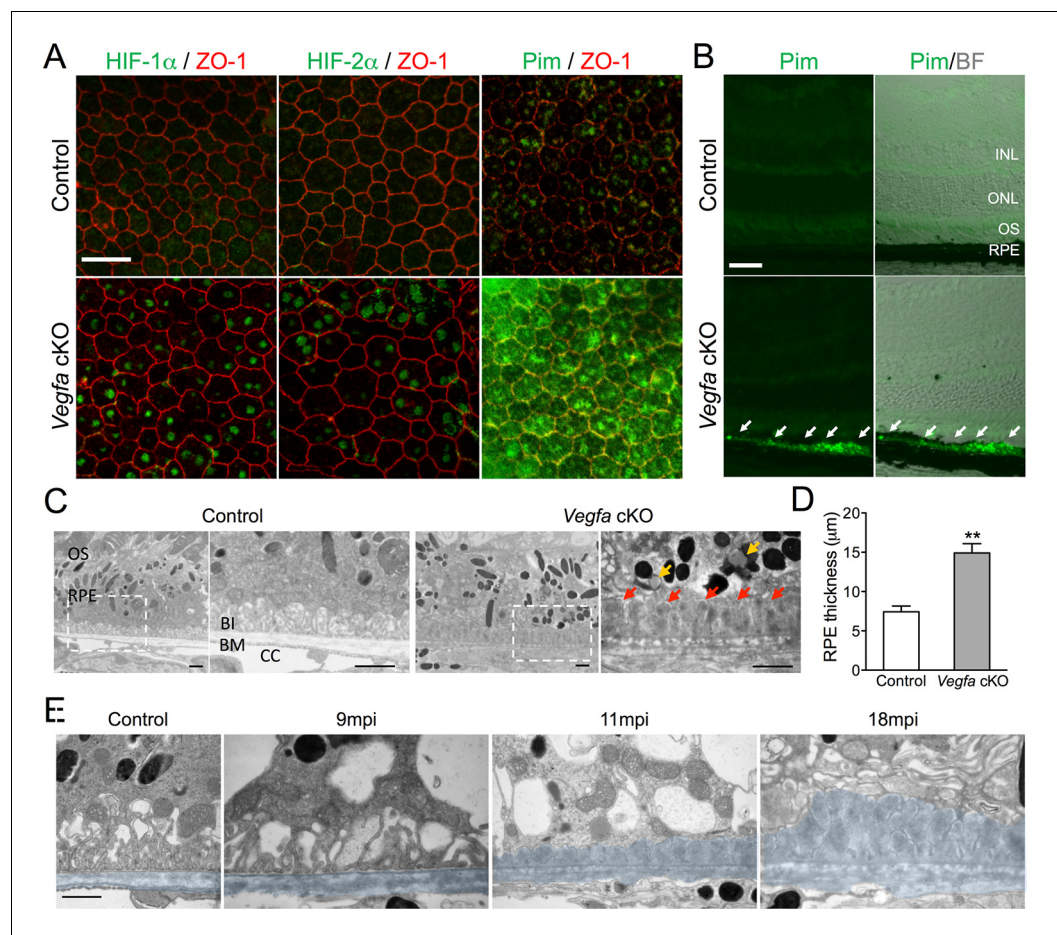 A
HIF-1α / ZO-1
HIF-2α / ZO-1
Pim / ZO-1
Control
Vegfa cKO
B
Pim
Pim/BF
Control
INL
ONL
OS
RPE
Vegfa cKO
C
Control
Vegfa cKO
OS
RPE
BI
BM
CC
D
RPE thickness (μm)
20
15
10
5
0
**
Control
Vegfa cKO
E
Control
9mpi
11mpi
18mpi